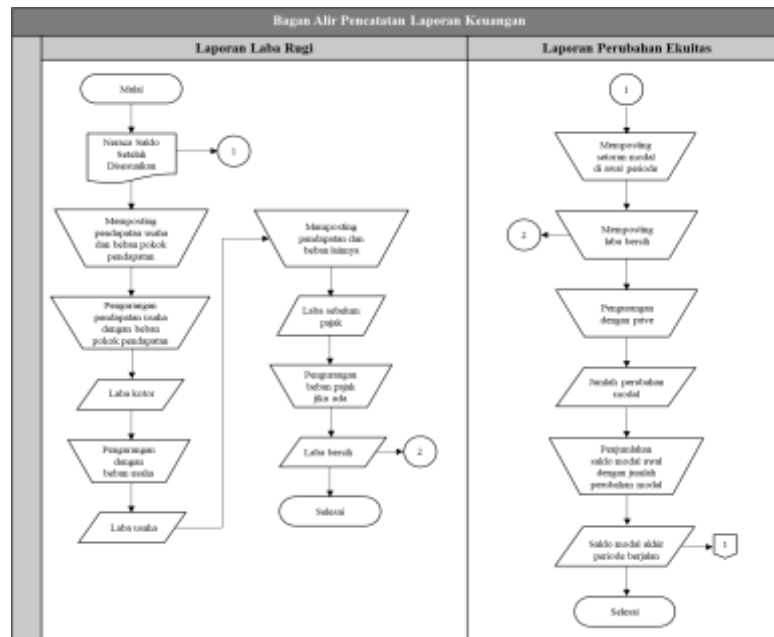 Bagan Alir Pencatatan Laporan Keuangan
Laporan Laba Rugi
Mulai
Neraca Saldo
Setelah
Disesuaikan
1
Memposting
pendapatan usaha
dan beban pokok
pendapatan
Pengurangan
pendapatan usaha
dengan beban
pokok pendapatan
Laba kotor
Pengurangan
dengan
beban usaha
Laba usaha
Memposting
pendapatan dan
beban lainnya
Laba sebelum
pajak
Pengurangan
beban pajak
jika ada
Laba bersih
2
Selesai
Laporan Perubahan Ekuitas
1
Memposting
setoran modal
di awal periode
Memposting
laba bersih
2
Pengurangan
dengan prive
Jumlah perubahan
modal
Penjumlahan
saldo modal awal
dengan jumlah
perubahan modal
Saldo modal akhir
periode berjalan
1
Selesai